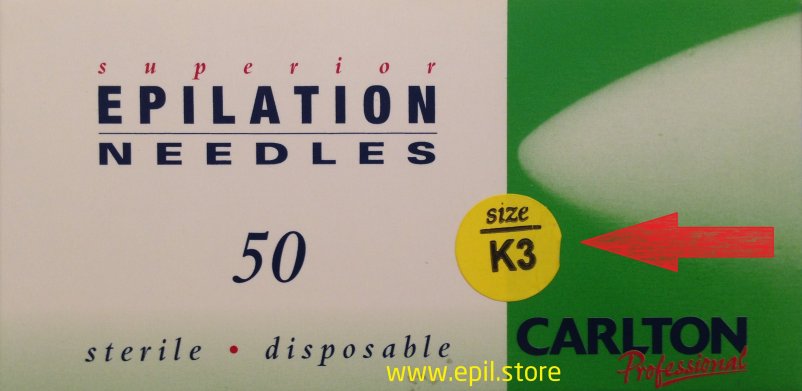 superior
EPILATION
NEEDLES
50
size
K3
sterile • disposable
CARLTON
Professional
www.epil.store